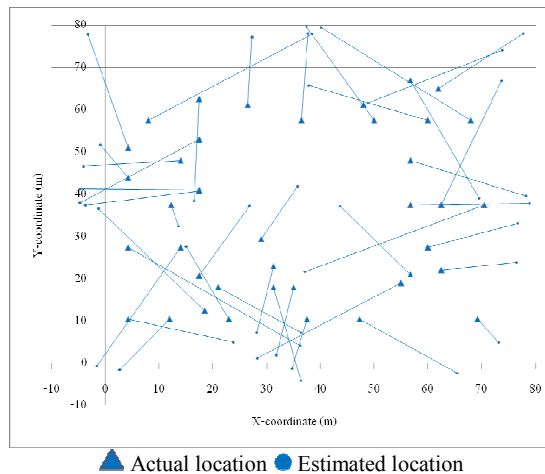 80
70
60
50
40
30
20
10
0
-10
-10 0 10 20 30 40 50 60 70 80
Y-coordinate (m)
X-coordinate (m)
Actual location Estimated location